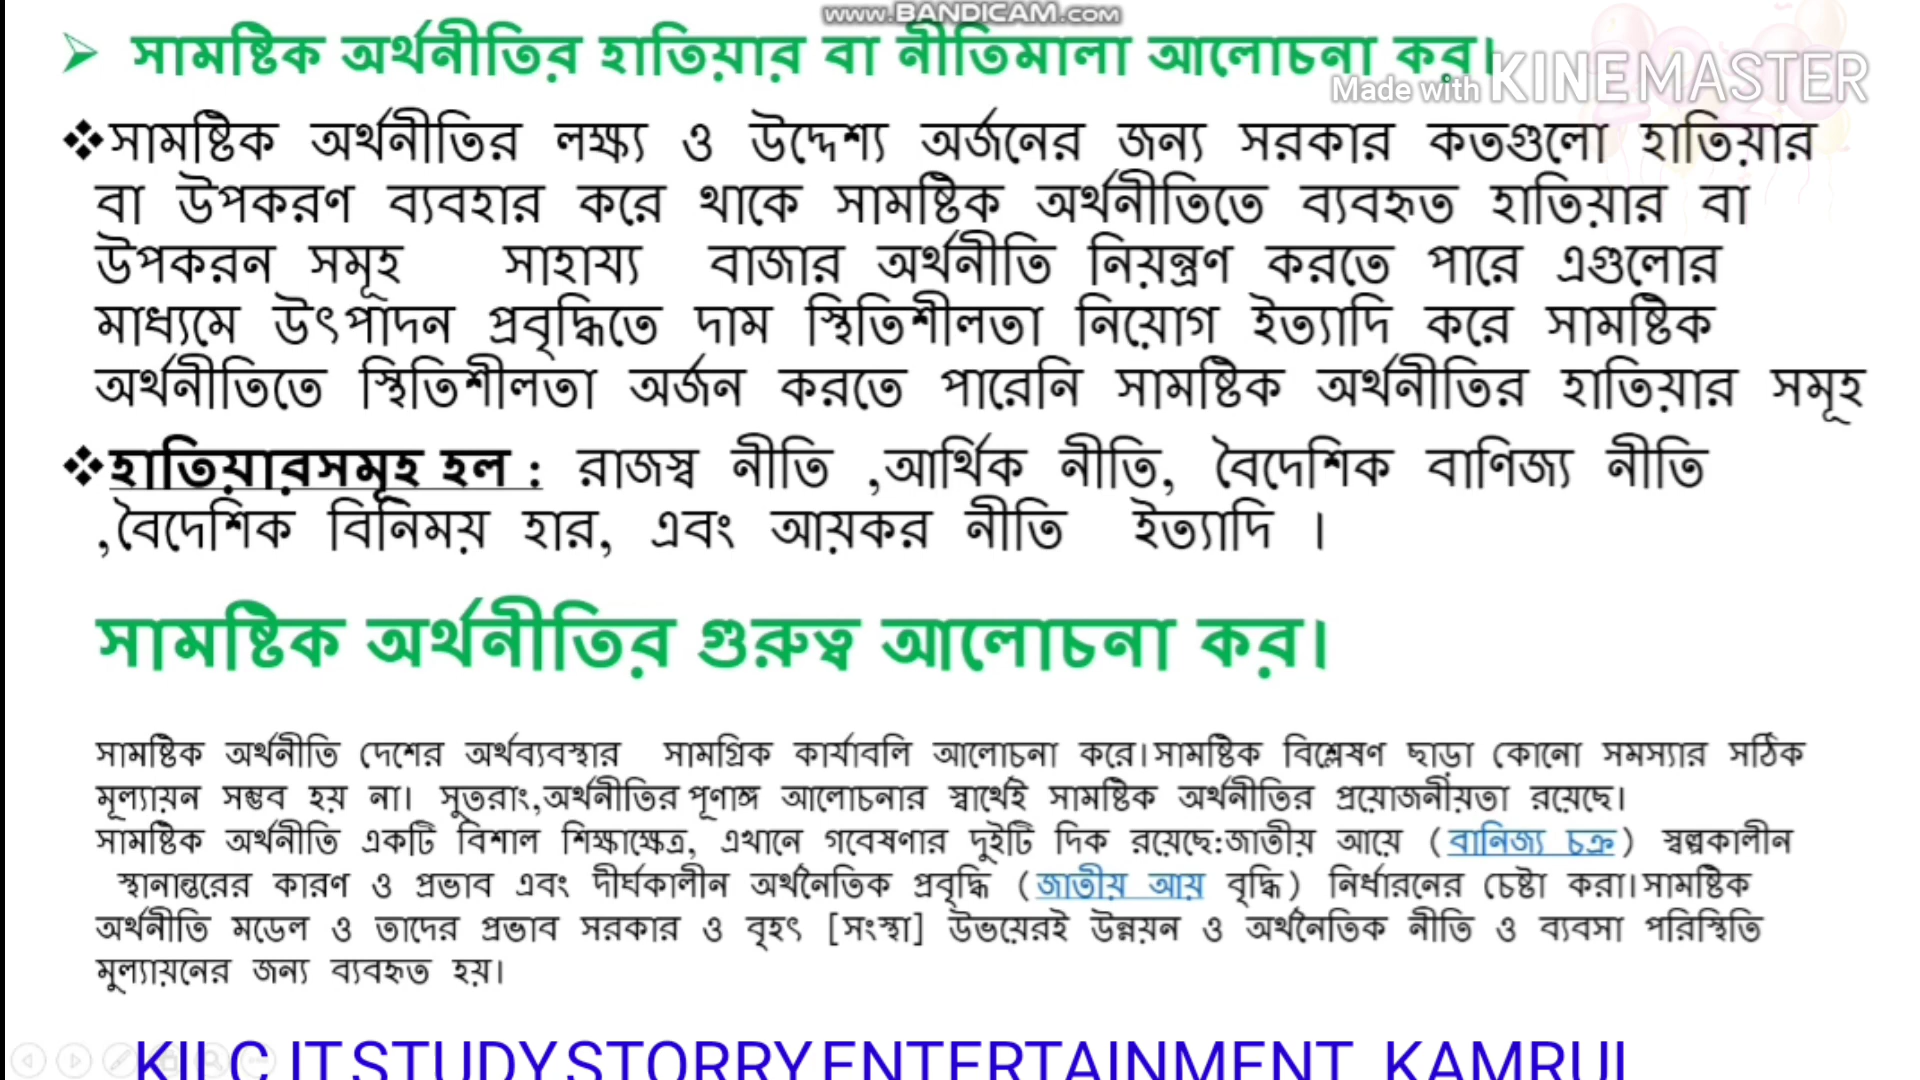 www.BANDICAM.com
সামষ্টিক অর্থনীতির হাতিয়ার বা নীতিমালা আলোচনা কর।
Made with KINEMASTER
সামষ্টিক অর্থনীতির লক্ষ্য ও উদ্দেশ্য অর্জনের জন্য সরকার কতগুলো হাতিয়ার
বা উপকরণ ব্যবহার করে থাকে সামষ্টিক অর্থনীতিতে ব্যবহৃত হাতিয়ার বা
উপকরন সমূহ সাহায্য বাজার অর্থনীতি নিয়ন্ত্রণ করতে পারে এগুলোর
মাধ্যমে উৎপাদন প্রবৃদ্ধিতে দাম স্থিতিশীলতা নিয়োগ ইত্যাদি করে সামষ্টিক
অর্থনীতিতে স্থিতিশীলতা অর্জন করতে পারেনি সামষ্টিক অর্থনীতির হাতিয়ার সমূহ
হাতিয়ারসমূহ হল : রাজস্ব নীতি ,আর্থিক নীতি, বৈদেশিক বাণিজ্য নীতি
,বৈদেশিক বিনিময় হার, এবং আয়কর নীতি ইত্যাদি ।
সামষ্টিক অর্থনীতির গুরুত্ব আলোচনা কর।
সামষ্টিক অর্থনীতি দেশের অর্থব্যবস্থার সামগ্রিক কার্যাবলি আলোচনা করে।সামষ্টিক বিশ্লেষণ ছাড়া কোনো সমস্যার সঠিক
মূল্যায়ন সম্ভব হয় না। সুতরাং,অর্থনীতির পূণাঙ্গ আলোচনার স্বার্থেই সামষ্টিক অর্থনীতির প্রয়োজনীয়তা রয়েছে।
সামষ্টিক অর্থনীতি একটি বিশাল শিক্ষাক্ষেত্র, এখানে গবেষণার দুইটি দিক রয়েছে:জাতীয় আয়ে (বানিজ্য চক্র) স্বল্পকালীন
স্থানান্তরের কারণ ও প্রভাব এবং দীর্ঘকালীন অর্থনৈতিক প্রবৃদ্ধি (জাতীয় আয় বৃদ্ধি) নির্ধারনের চেষ্টা করা।সামষ্টিক
অর্থনীতি মডেল ও তাদের প্রভাব সরকার ও বৃহৎ [সংস্থা] উভয়েরই উন্নয়ন ও অর্থনৈতিক নীতি ও ব্যবসা পরিস্থিতি
মুল্যায়নের জন্য ব্যবহৃত হয়।
KILC IT STUDY STORRY ENTERTAINMENT KAMRUL